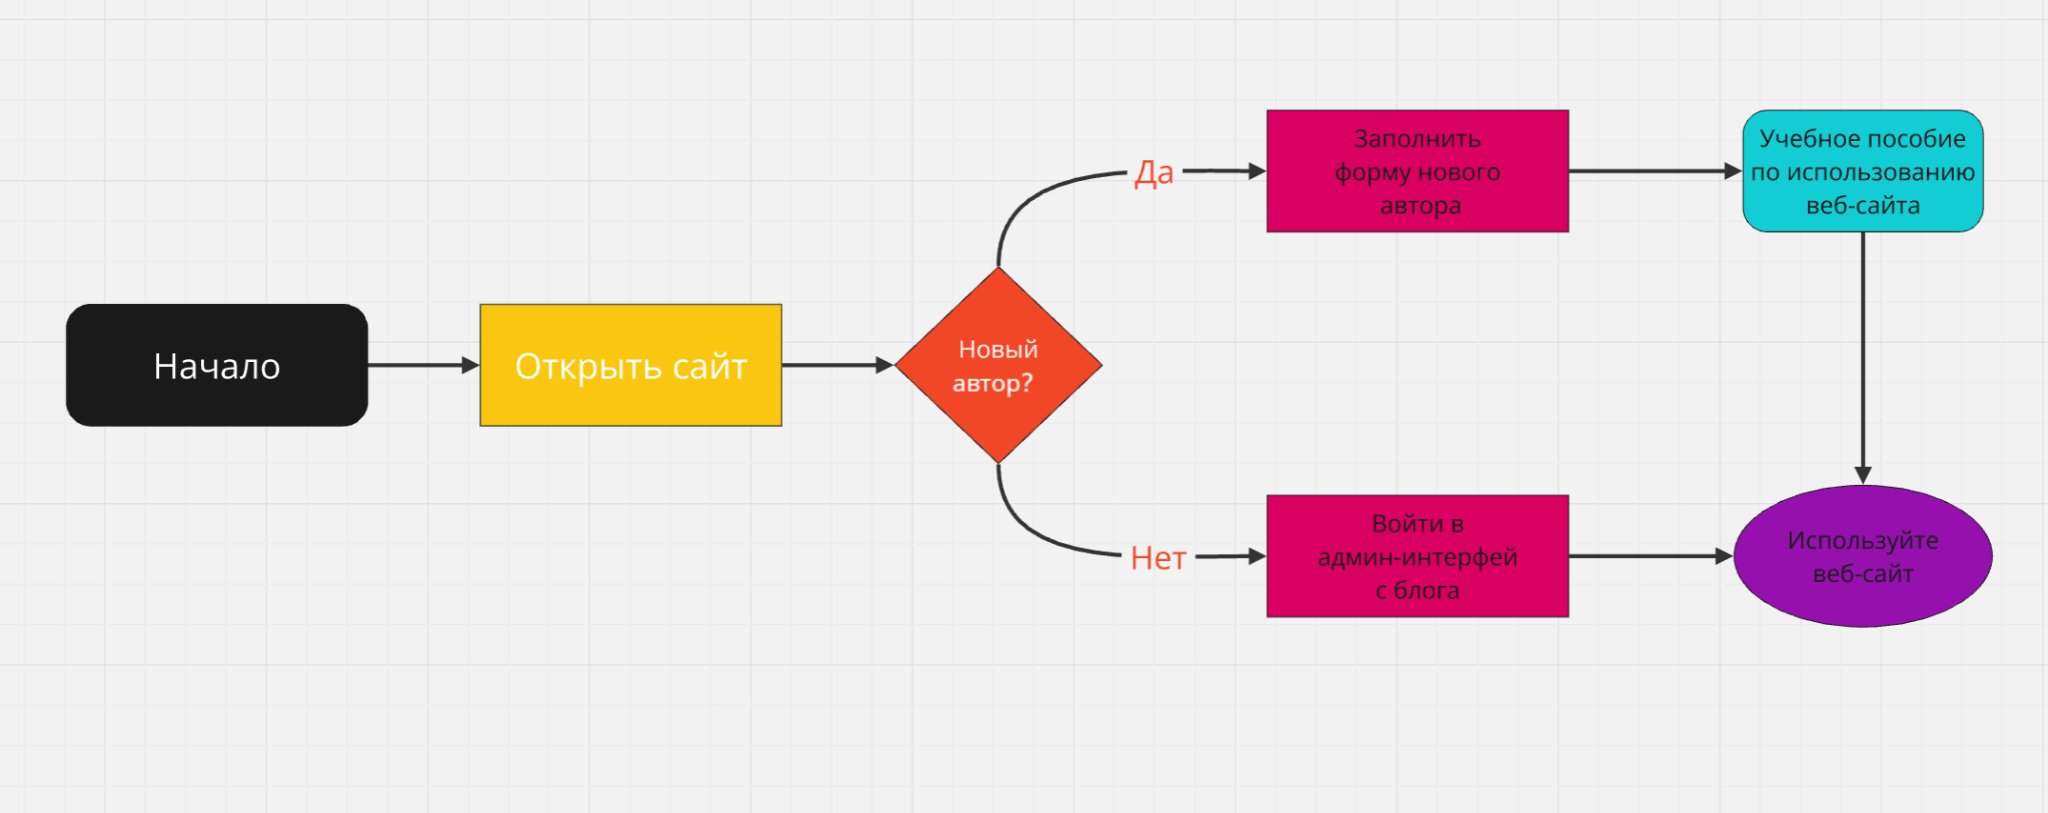 Начало
Открыть сайт
Новый
автор?
Да
Заполнить
форму нового
автора
Учебное пособие
по использованию
веб-сайта
Нет
Войти в
админ-интерфей
с блога
Используйте
веб-сайт